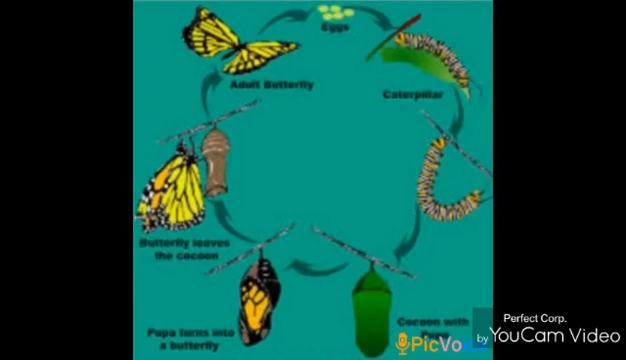 Eggs
Adult Butterfly
Caterpillar
Butterfly leaves
the cocoon
Cocoon with
Pupa turns into
a butterfly
Perfect Corp.
by YouCam Video
PicVo